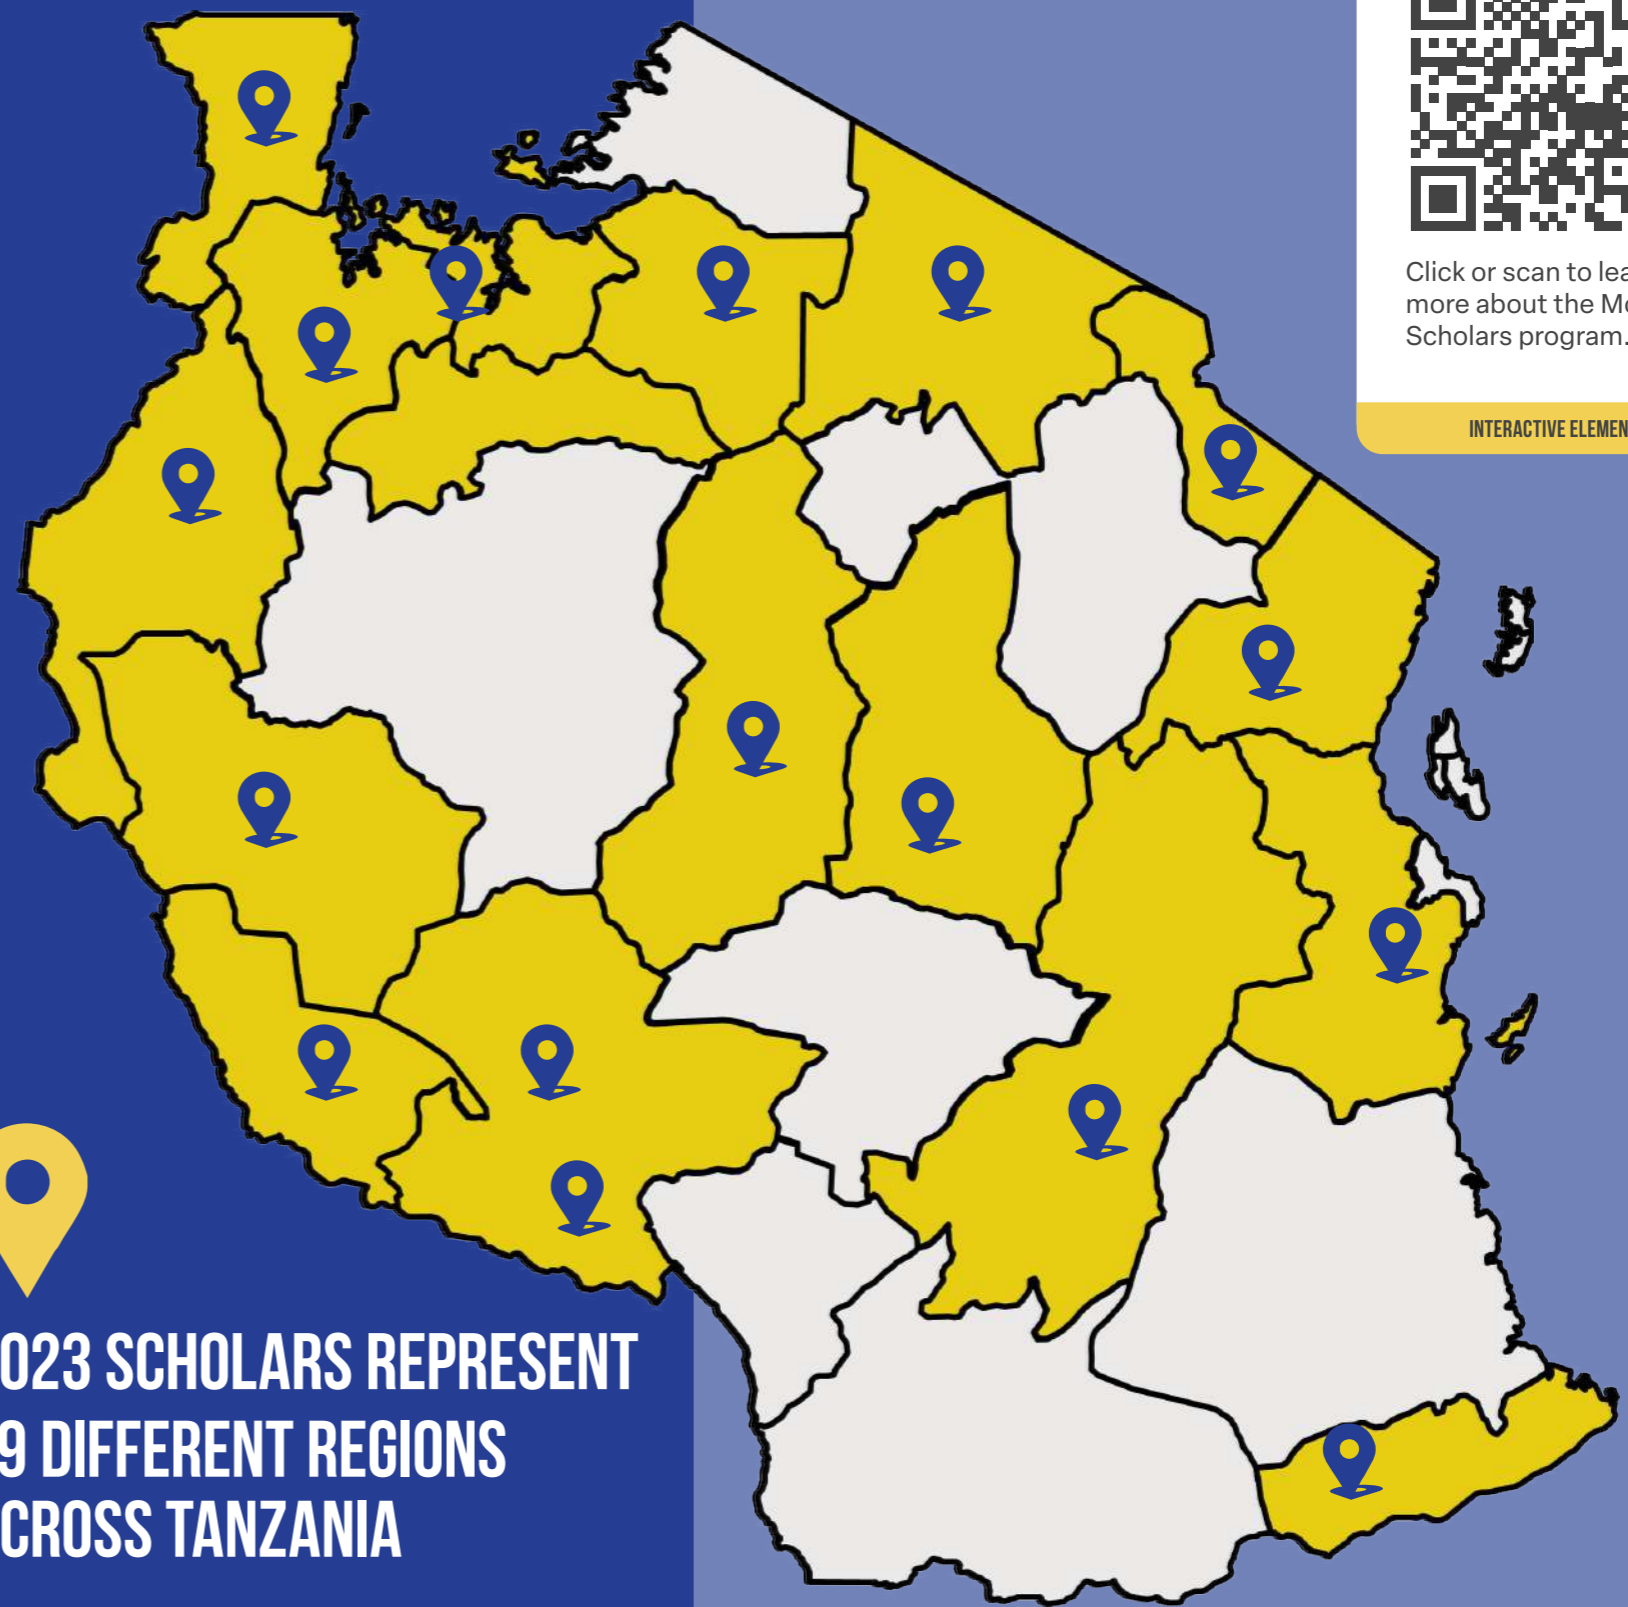 Click or scan to lea
more about the Mo
Scholars program.
INTERACTIVE ELEMEN
023 SCHOLARS REPRESENT
9 DIFFERENT REGIONS
CROSS TANZANIA